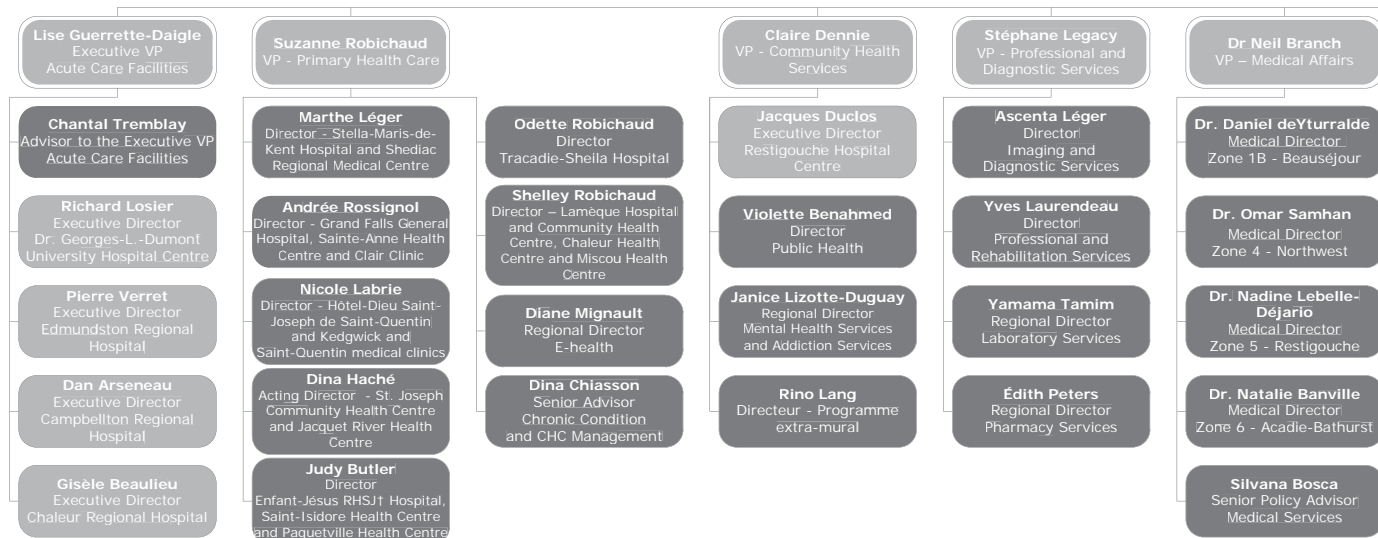 Lise Guerrette-Daigle
Executive VP
Acute Care Facilities
Chantal Tremblay
Advisor to the Executive VP
Acute Care Facilities
Richard Losier
Executive Director
Dr. Georges-L.-Dumont
University Hospital Centre
Pierre Verret
Executive Director
Edmundston Regional
Hospital
Dan Arseneau
Executive Director
Campbellton Regional
Hospital
Gisèle Beaulieu
Executive Director
Chaleur Regional Hospital
Suzanne Robichaud
VP - Primary Health Care
Marthe Léger
Director - Stella-Maris-de-
Kent Hospital and Shediac
Regional Medical Centre
Andrée Rossignol
Director - Grand Falls General
Hospital, Sainte-Anne Health
Centre and Clair Clinic
Nicole Labrie
Director - Hôtel-Dieu Saint-
Joseph de Saint-Quentin
and Kedgwick and
Saint-Quentin medical clinics
Dina Haché
Acting Director - St. Joseph
Community Health Centre
and Jacquet River Health
Centre
Judy Butler
Director
Enfant-Jésus RHSJ† Hospital,
Saint-Isidore Health Centre
and Paquetville Health Centre
Odette Robichaud
Director
Tracadie-Sheila Hospital
Shelley Robichaud
Director – Lamèque Hospital
and Community Health
Centre, Chaleur Health
Centre and Miscou Health
Centre
Diane Mignault
Regional Director
E-health
Dina Chiasson
Senior Advisor
Chronic Condition
and CHC Management
Claire Dennie
VP - Community Health
Services
Jacques Duclos
Executive Director
Restigouche Hospital
Centre
Violette Benahmed
Director
Public Health
Janice Lizotte-Duguay
Regional Director
Mental Health Services
and Addiction Services
Rino Lang
Directeur - Programme
extra-mural
Stéphane Legacy
VP - Professional and
Diagnostic Services
Ascenta Léger
Director
Imaging and
Diagnostic Services
Yves Laurendeau
Director
Professional and
Rehabilitation Services
Yamama Tamim
Regional Director
Laboratory Services
Édith Peters
Regional Director
Pharmacy Services
Dr Neil Branch
VP – Medical Affairs
Dr. Daniel deYturralde
Medical Director
Zone 1B - Beauséjour
Dr. Omar Samhan
Medical Director
Zone 4 - Northwest
Dr. Nadine Lebelle-
Déjario
Medical Director
Zone 5 - Restigouche
Dr. Natalie Banville
Medical Director
Zone 6 - Acadie-Bathurst
Silvana Bosca
Senior Policy Advisor
Medical Services